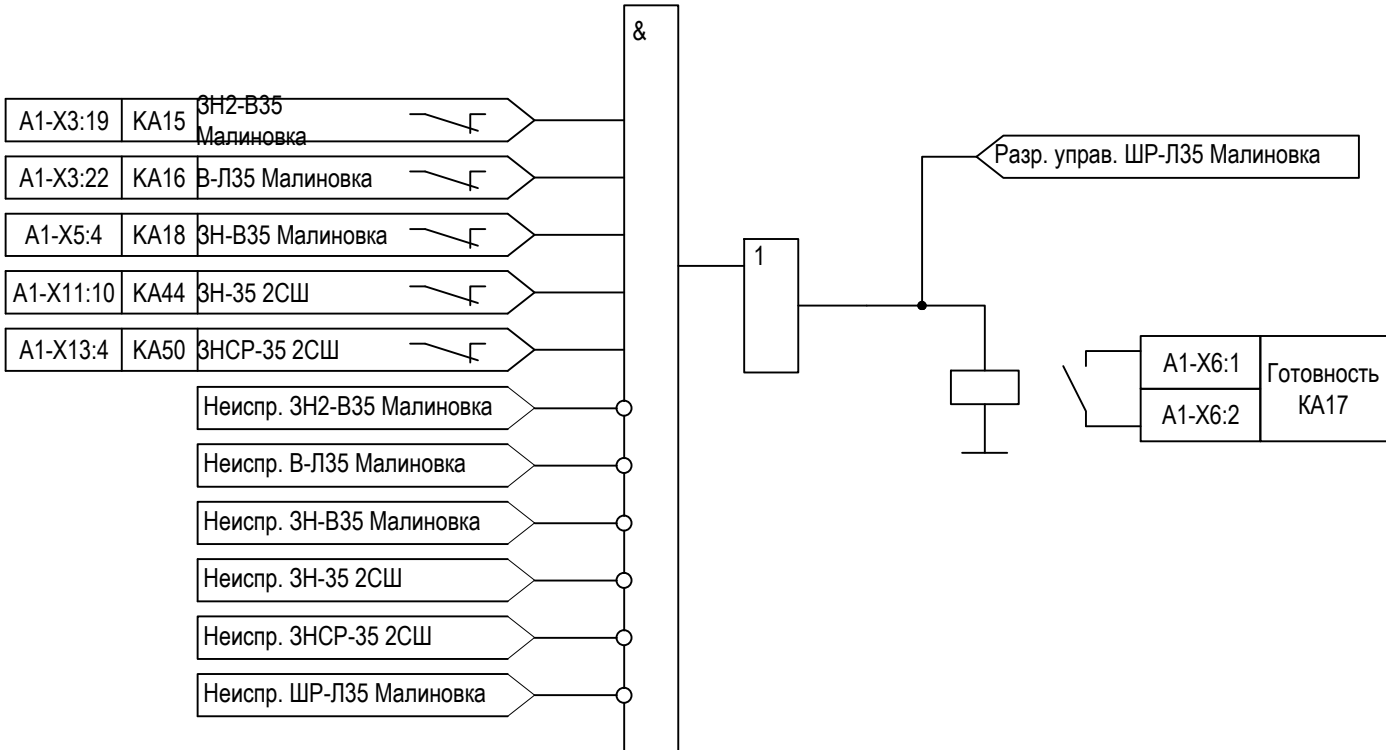 &
A1-X3:19 KA15 ЗН2-В35
Малиновка
A1-X3:22 KA16 В-Л35 Малиновка
A1-X5:4 KA18 ЗН-В35 Малиновка
A1-X11:10 KA44 ЗН-35 2СШ
A1-X13:4 KA50 ЗНСР-35 2СШ
Неиспр. ЗН2-В35 Малиновка
Неиспр. В-Л35 Малиновка
Неиспр. ЗН-В35 Малиновка
Неиспр. ЗН-35 2СШ
Неиспр. ЗНСР-35 2СШ
Неиспр. ШР-Л35 Малиновка
1
Разр. управ. ШР-Л35 Малиновка
A1-X6:1
A1-X6:2
Готовность
KA17